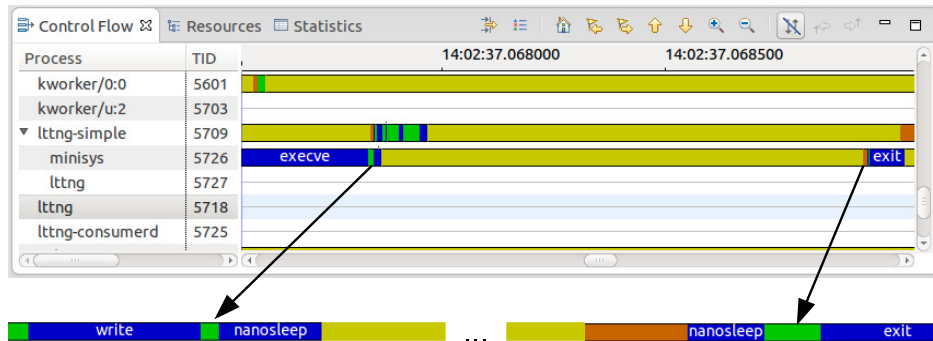 Control Flow Resources Statistics
Process TID 14:02:37.068000 14:02:37.068500
kworker/0:0 5601
kworker/u:2 5703
lttng-simple 5709
minisys 5726 execve exit
lttng 5727
lttng 5718
lttng-consumerd 5725
write nanosleep ... nanosleep exit